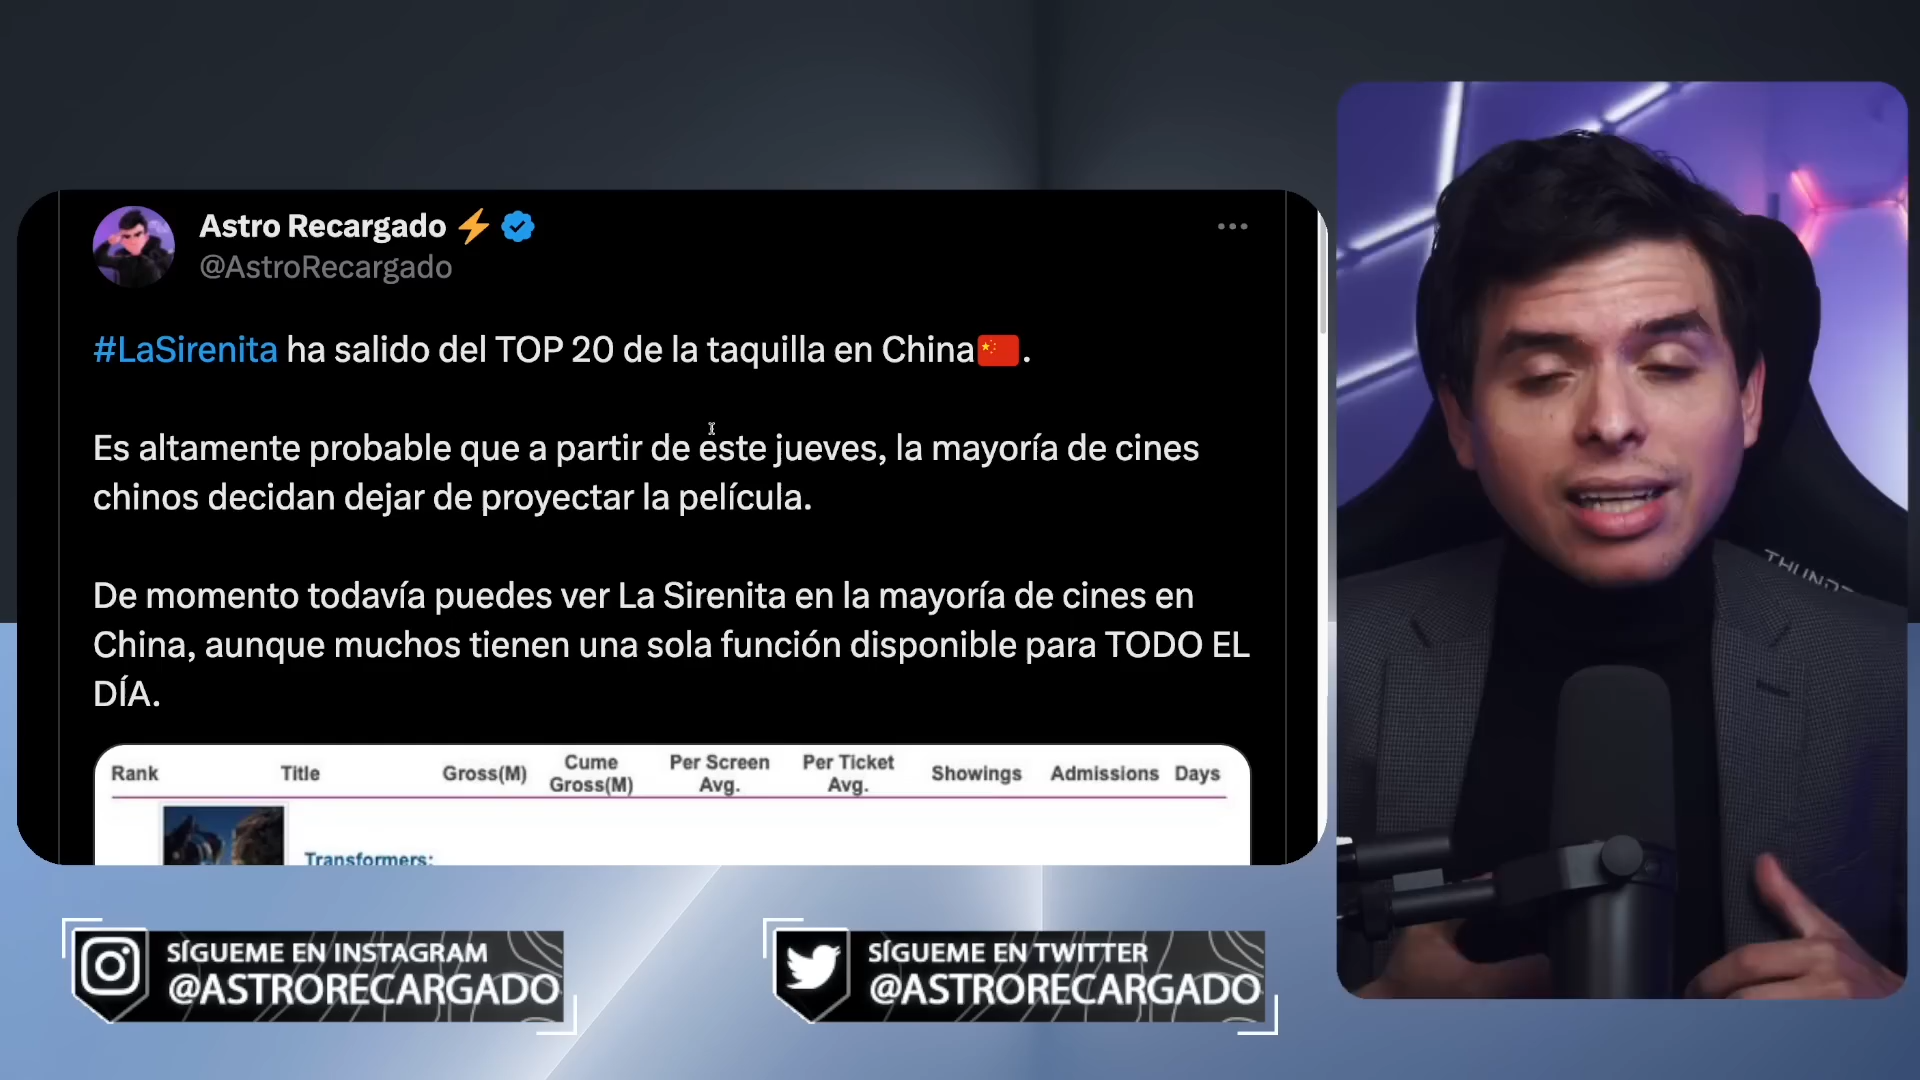 Astro Recargado
@AstroRecargado
#LaSirenita ha salido del TOP 20 de la taquilla en China.
Es altamente probable que a partir de este jueves, la mayoría de cines
chinos decidan dejar de proyectar la película.
De momento todavía puedes ver La Sirenita en la mayoría de cines en
China, aunque muchos tienen una sola función disponible para TODO EL
DÍA.
Rank Title Gross(M) Cume Gross(M) Per Screen Avg. Per Ticket Avg. Showings Admissions Days
Transformers:
SÍGUEME EN INSTAGRAM
@ASTRORECARGADO
SÍGUEME EN TWITTER
@ASTRORECARGADO